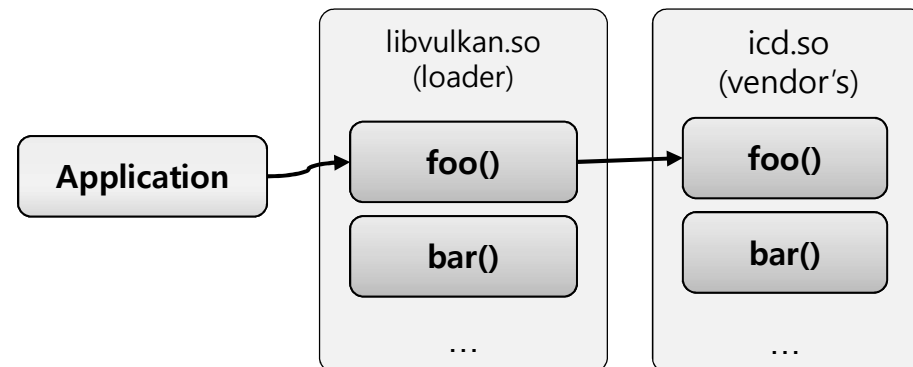 libvulkan.so
(loader)
icd.so
(vendor’s)
Application
foo()
foo()
bar()
bar()
…
…